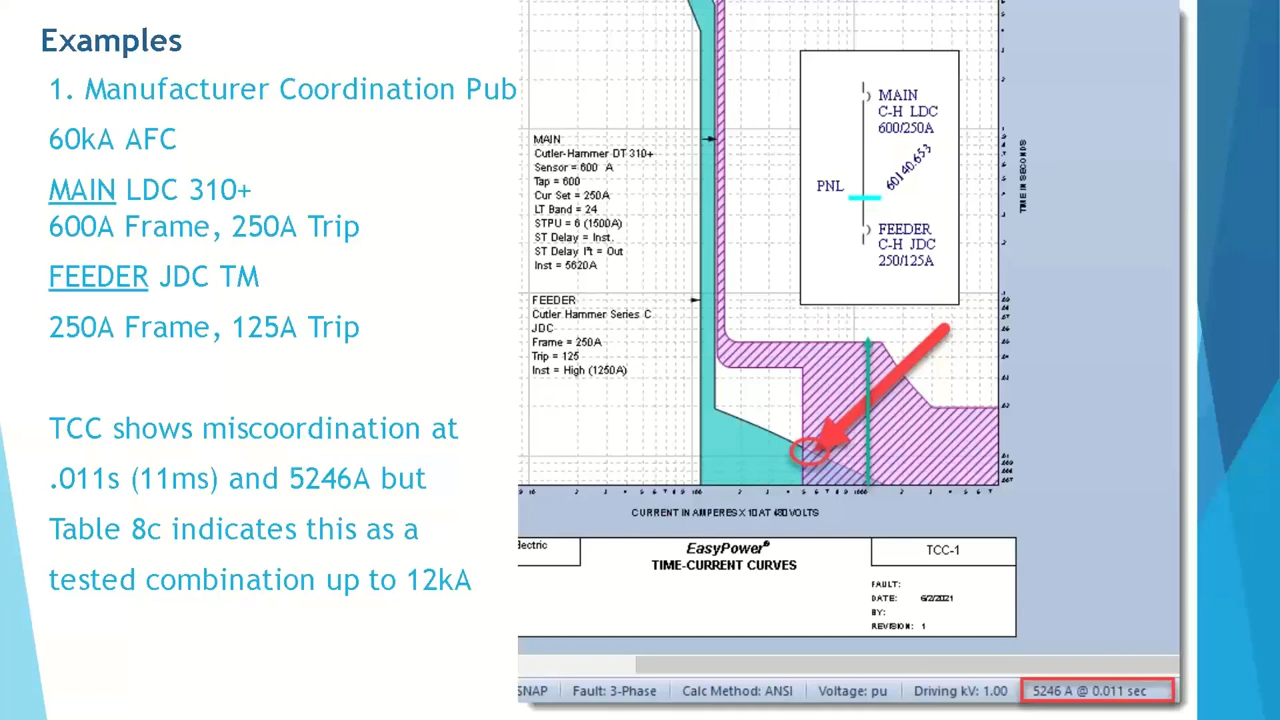 Examples
1. Manufacturer Coordination Pub
60kA AFC
MAIN LDC 310+
600A Frame, 250A Trip
FEEDER JDC TM
250A Frame, 125A Trip
TCC shows miscoordination at
.011s (11ms) and 5246A but
Table 8c indicates this as a
tested combination up to 12kA
MAIN
Cutler-Hammer DT 310+
Sensor = 600 A
Tap = 600
Cur Set = 250A
LT Band = 24
STPU = 6 (1500A)
ST Delay = Inst.
ST Delay I²t = Out
Inst = 5620A
FEEDER
Cutler Hammer Series C
JDC
Frame = 250A
Trip = 125
Inst = High (1250A)
MAIN
C-H LDC
600/250A
60140.653
PNL
FEEDER
C-H JDC
250/125A
TIME IN SECONDS
CURRENT IN AMPERES X 10 AT 480 VOLTS
lectric
EasyPower®
TIME-CURRENT CURVES
TCC-1
FAULT:
DATE: 6/2/2021
BY:
REVISION: 1
SNAP
Fault: 3-Phase
Calc Method: ANSI
Voltage: pu
Driving kV: 1.00
5246 A @ 0.011 sec